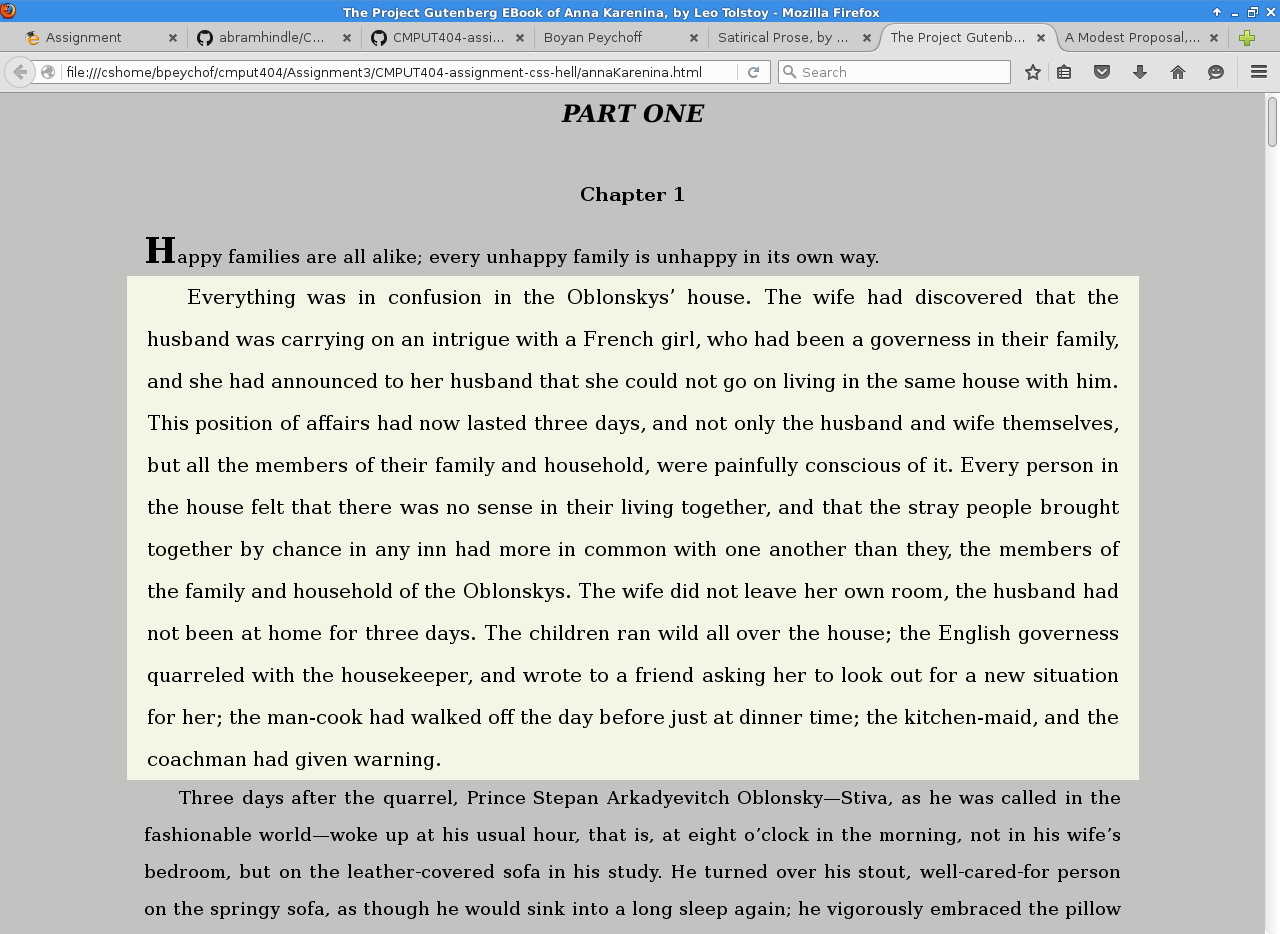 The Project Gutenberg EBook of Anna Karenina, by Leo Tolstoy - Mozilla Firefox
Assignment
abramhindle/C...
CMPUT404-assi...
Boyan Peychoff
Satirical Prose, by ...
The Project Gutenb...
A Modest Proposal,...
file:///cshome/bpeychof/cmput404/Assignment3/CMPUT404-assignment-css-hell/annaKarenina.html
Search
PART ONE
Chapter 1
Happy families are all alike; every unhappy family is unhappy in its own way.
Everything was in confusion in the Oblonskys’ house. The wife had discovered that the
husband was carrying on an intrigue with a French girl, who had been a governess in their family,
and she had announced to her husband that she could not go on living in the same house with him.
This position of affairs had now lasted three days, and not only the husband and wife themselves,
but all the members of their family and household, were painfully conscious of it. Every person in
the house felt that there was no sense in their living together, and that the stray people brought
together by chance in any inn had more in common with one another than they, the members of
the family and household of the Oblonskys. The wife did not leave her own room, the husband had
not been at home for three days. The children ran wild all over the house; the English governess
quarreled with the housekeeper, and wrote to a friend asking her to look out for a new situation
for her; the man-cook had walked off the day before just at dinner time; the kitchen-maid, and the
coachman had given warning.
Three days after the quarrel, Prince Stepan Arkadyevitch Oblonsky—Stiva, as he was called in the
fashionable world—woke up at his usual hour, that is, at eight o’clock in the morning, not in his wife’s
bedroom, but on the leather-covered sofa in his study. He turned over his stout, well-cared-for person
on the springy sofa, as though he would sink into a long sleep again; he vigorously embraced the pillow